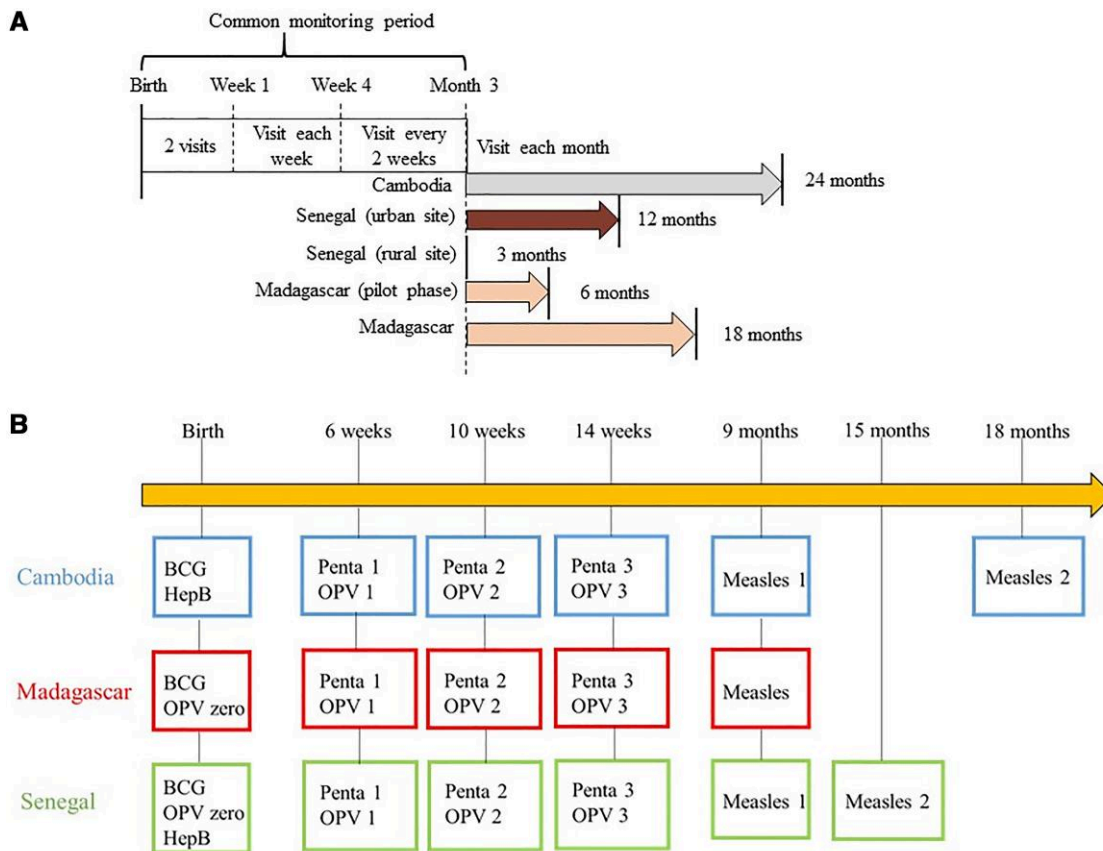 A
Common monitoring period
Birth
Week 1
Week 4
Month 3
2 visits
Visit each
week
Visit every
2 weeks
Visit each month
Cambodia
24 months
Senegal (urban site)
12 months
Senegal (rural site)
3 months
Madagascar (pilot phase)
6 months
Madagascar
18 months
B
Birth
6 weeks
10 weeks
14 weeks
9 months
15 months
18 months
Cambodia
BCG
HepB
Penta 1
OPV 1
Penta 2
OPV 2
Penta 3
OPV 3
Measles 1
Measles 2
Madagascar
BCG
OPV zero
Penta 1
OPV 1
Penta 2
OPV 2
Penta 3
OPV 3
Measles
Senegal
BCG
OPV zero
HepB
Penta 1
OPV 1
Penta 2
OPV 2
Penta 3
OPV 3
Measles 1
Measles 2